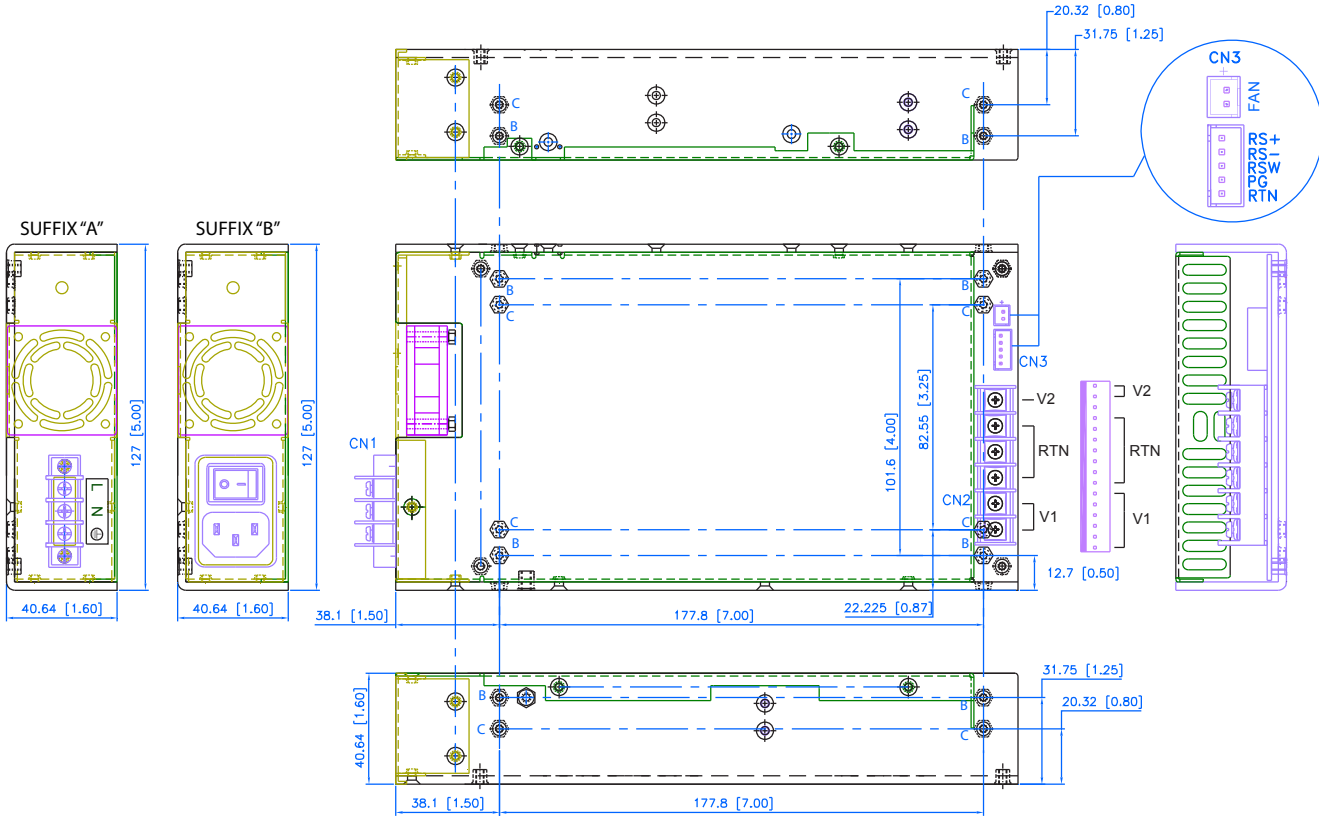 20.32 [0.80]
31.75 [1.25]
C
B
C
B
CN3
+
FAN
RS+
RS-
RSW
PG
RTN
SUFFIX "A"
SUFFIX "B"
127 [5.00]
127 [5.00]
L N
40.64 [1.60]
40.64 [1.60]
CN1
B
C
B
C
+
CN3
101.6 [4.00]
82.55 [3.25]
V2
RTN
V1
CN2
V2
RTN
V1
C
B
C
B
12.7 [0.50]
22.225 [0.87]
38.1 [1.50]
177.8 [7.00]
40.64 [1.60]
B
C
B
C
31.75 [1.25]
20.32 [0.80]
38.1 [1.50]
177.8 [7.00]